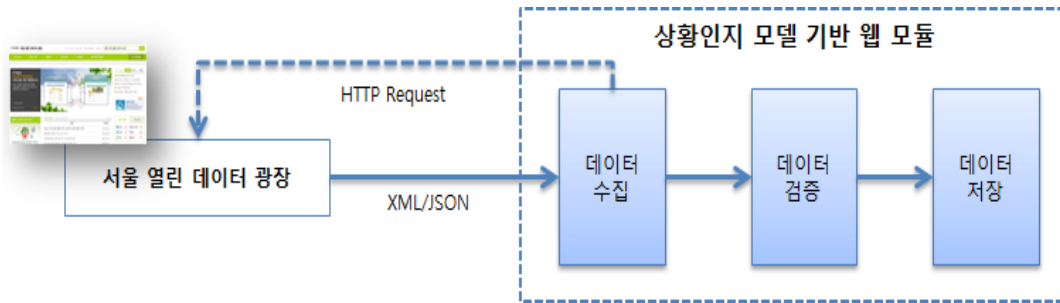 상황인지 모델 기반 웹 모듈
HTTP Request
서울 열린 데이터 광장
XML/JSON
데이터
수집
데이터
검증
데이터
저장